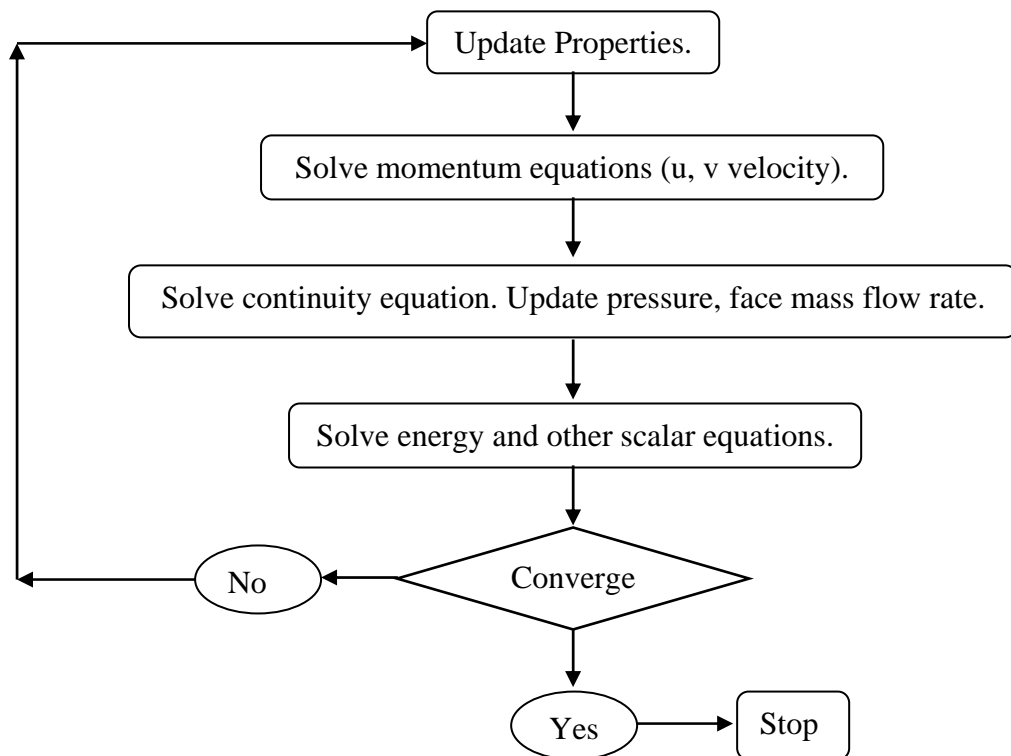 Update Properties.
Solve momentum equations (u, v velocity).
Solve continuity equation. Update pressure, face mass flow rate.
Solve energy and other scalar equations.
Converge
No
Yes
Stop